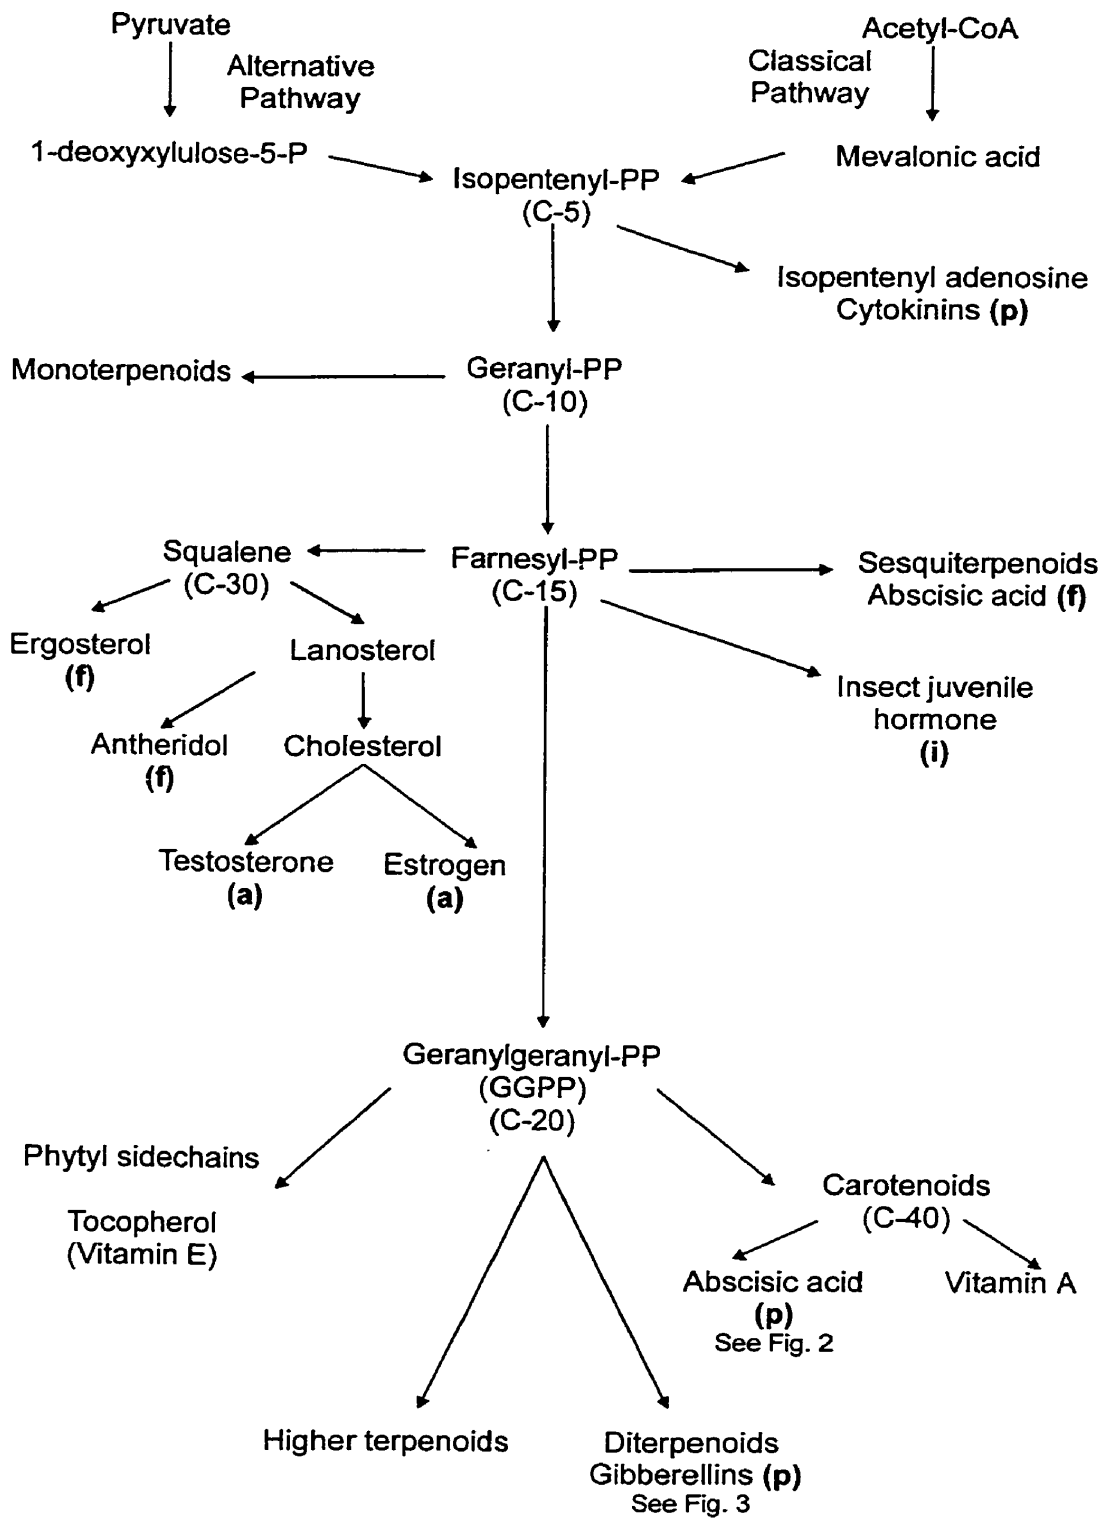 Pyruvate
Acetyl-CoA
Alternative
Pathway
Classical
Pathway
1-deoxyxylulose-5-P
Mevalonic acid
Isopentenyl-PP
(C-5)
Isopentenyl adenosine
Cytokinins (p)
Monoterpenoids
Geranyl-PP
(C-10)
Squalene
(C-30)
Farnesyl-PP
(C-15)
Sesquiterpenoids
Abscisic acid (f)
Ergosterol
(f)
Lanosterol
Insect juvenile
hormone
(i)
Antheridol
(f)
Cholesterol
Testosterone
(a)
Estrogen
(a)
Geranylgeranyl-PP
(GGPP)
(C-20)
Phytyl sidechains
Tocopherol
(Vitamin E)
Carotenoids
(C-40)
Abscisic acid
(p)
See Fig. 2
Vitamin A
Higher terpenoids
Diterpenoids
Gibberellins (p)
See Fig. 3